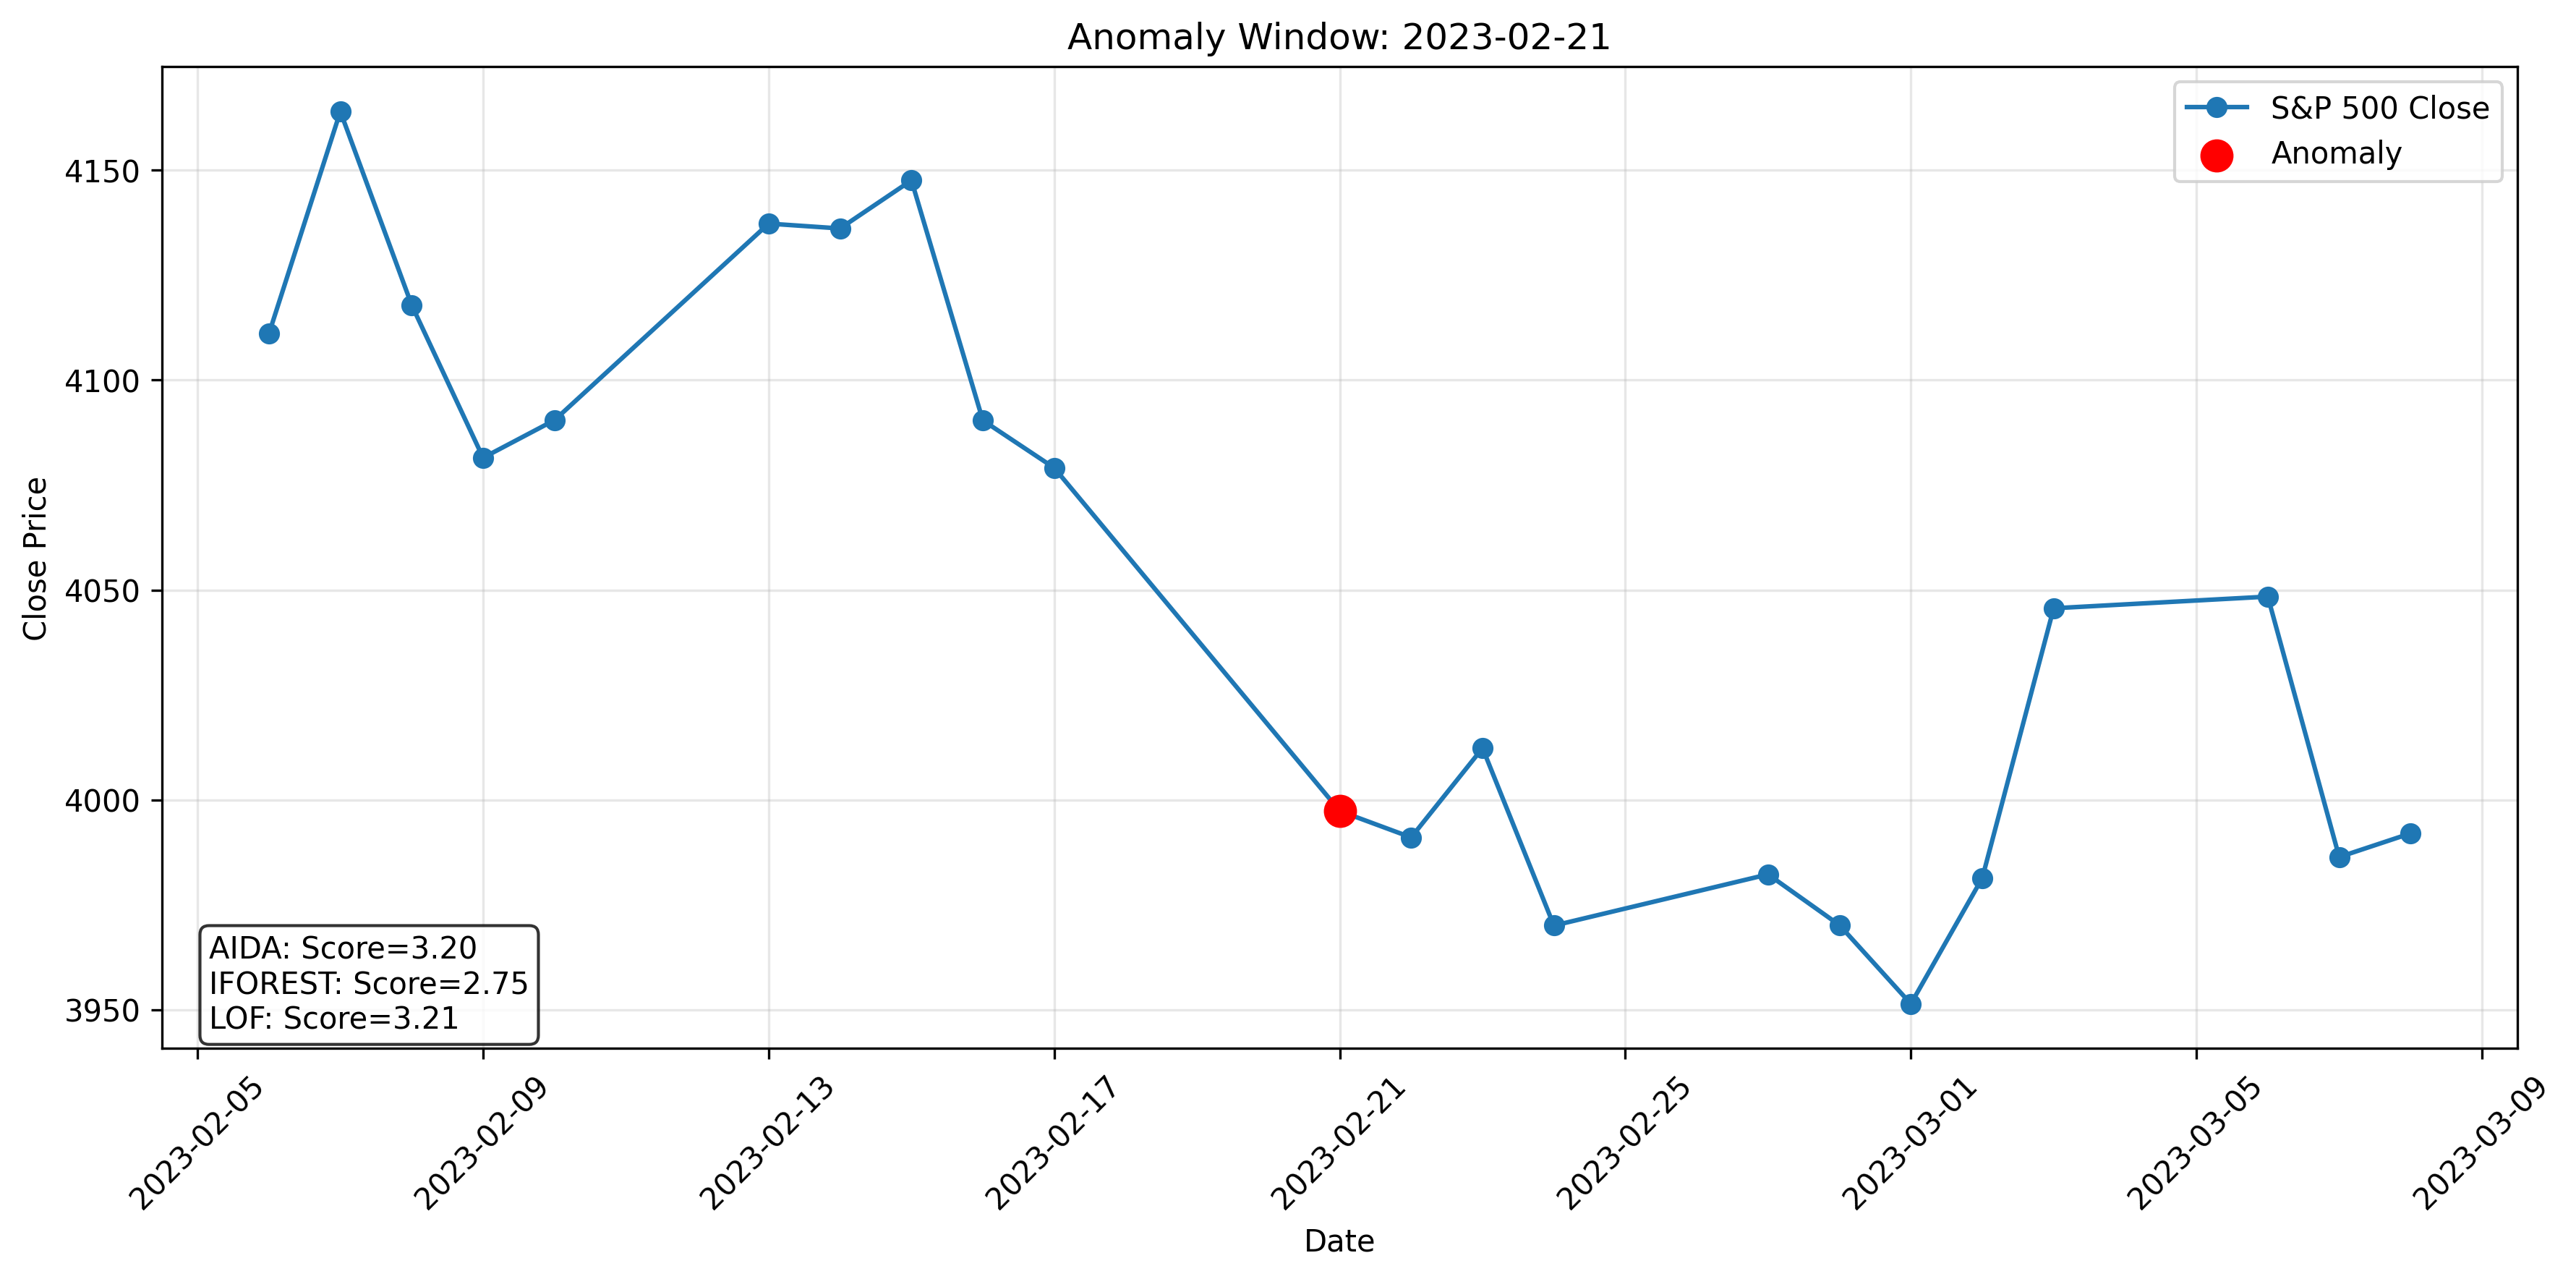 Anomaly Window: 2023-02-21
S&P 500 Close
Anomaly
Close Price
4150
4100
4050
4000
3950
AIDA: Score=3.20
IFOREST: Score=2.75
LOF: Score=3.21
2023-02-05
2023-02-09
2023-02-13
2023-02-17
2023-02-21
2023-02-25
2023-03-01
2023-03-05
2023-03-09
Date